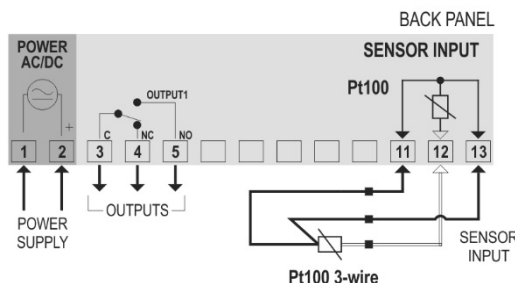 BACK PANEL
POWER
AC/DC
SENSOR INPUT
Pt100
OUTPUT1
+
C
NC
NO
1
2
3
4
5
11
12
13
POWER
SUPPLY
OUTPUTS
SENSOR
INPUT
Pt100 3-wire